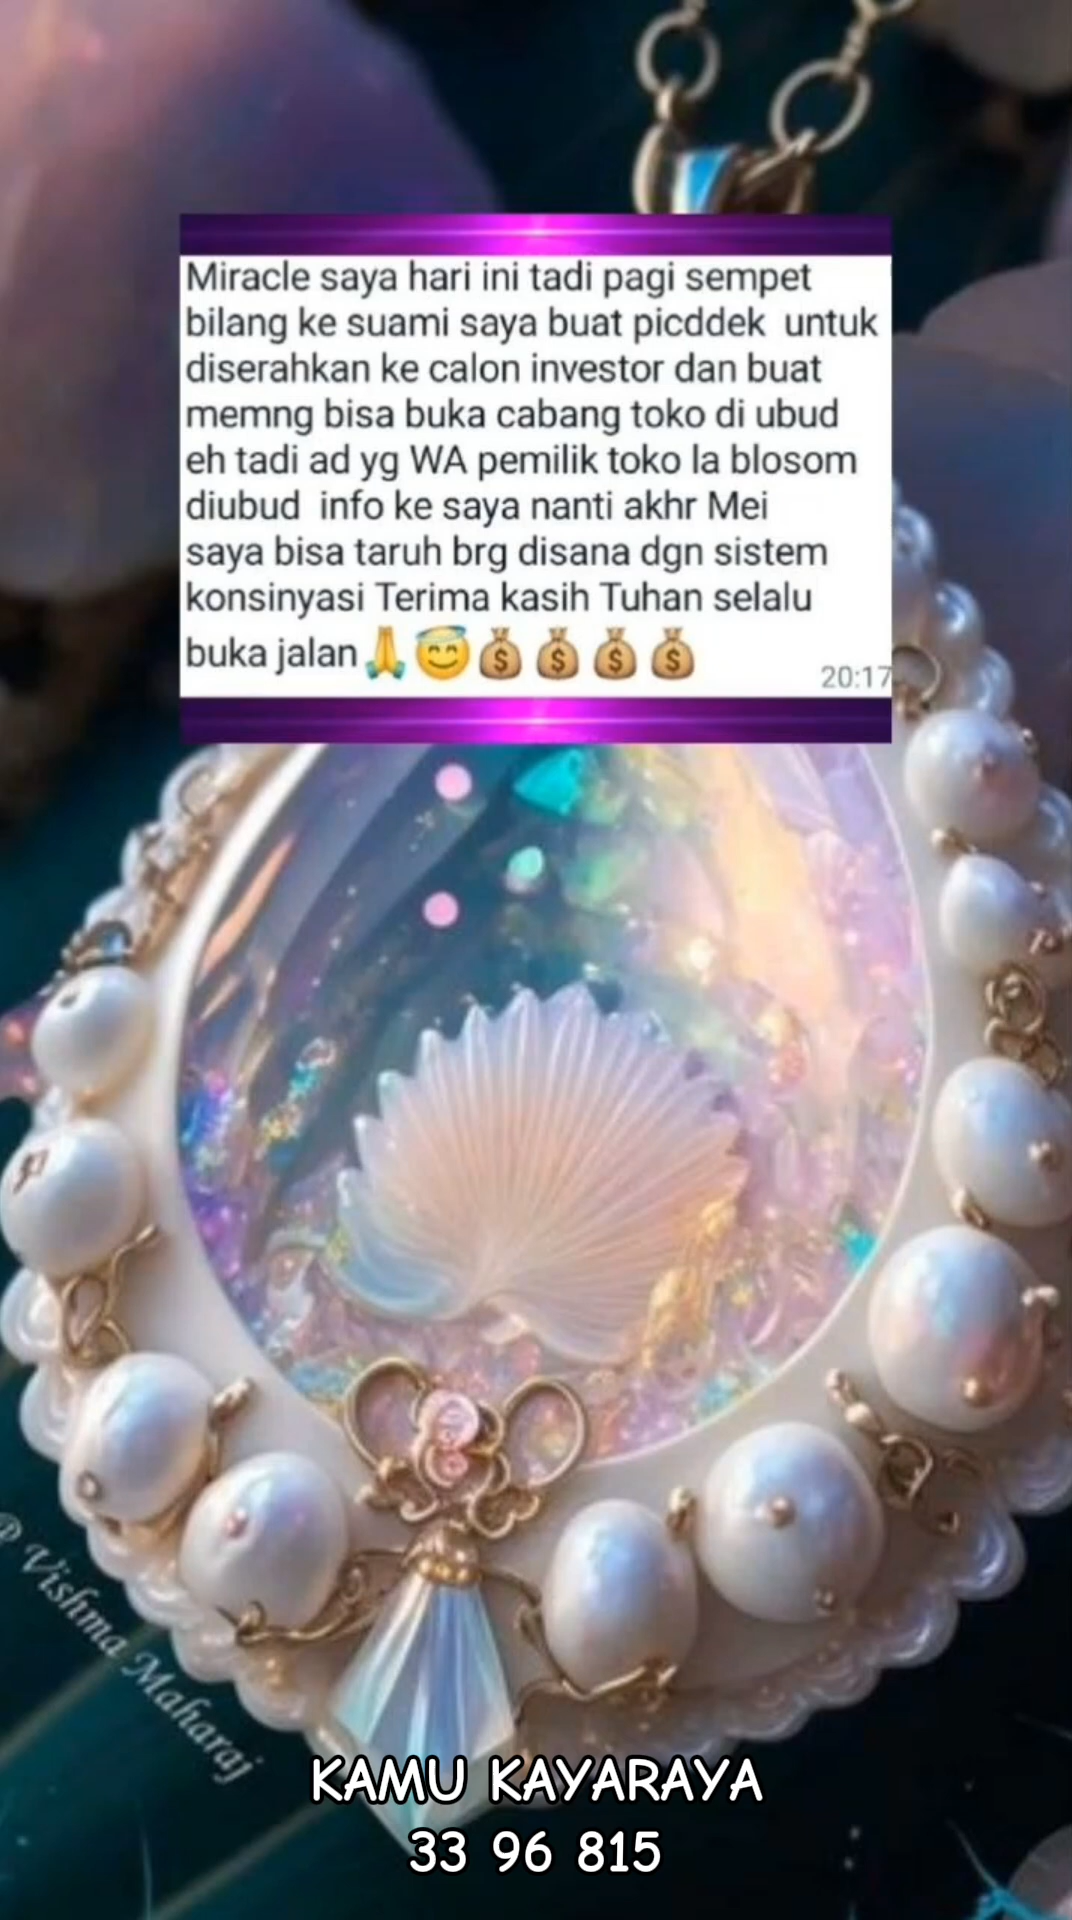 Miracle saya hari ini tadi pagi sempet
bilang ke suami saya buat picddek untuk
diserahkan ke calon investor dan buat
memng bisa buka cabang toko di ubud
eh tadi ad yg WA pemilik toko la blosom
diubud info ke saya nanti akhr Mei
saya bisa taruh brg disana dgn sistem
konsinyasi Terima kasih Tuhan selalu
buka jalan🙏😇💰💰💰💰
20:17
® Vishma Maharaj
KAMU KAYARAYA
33 96 815